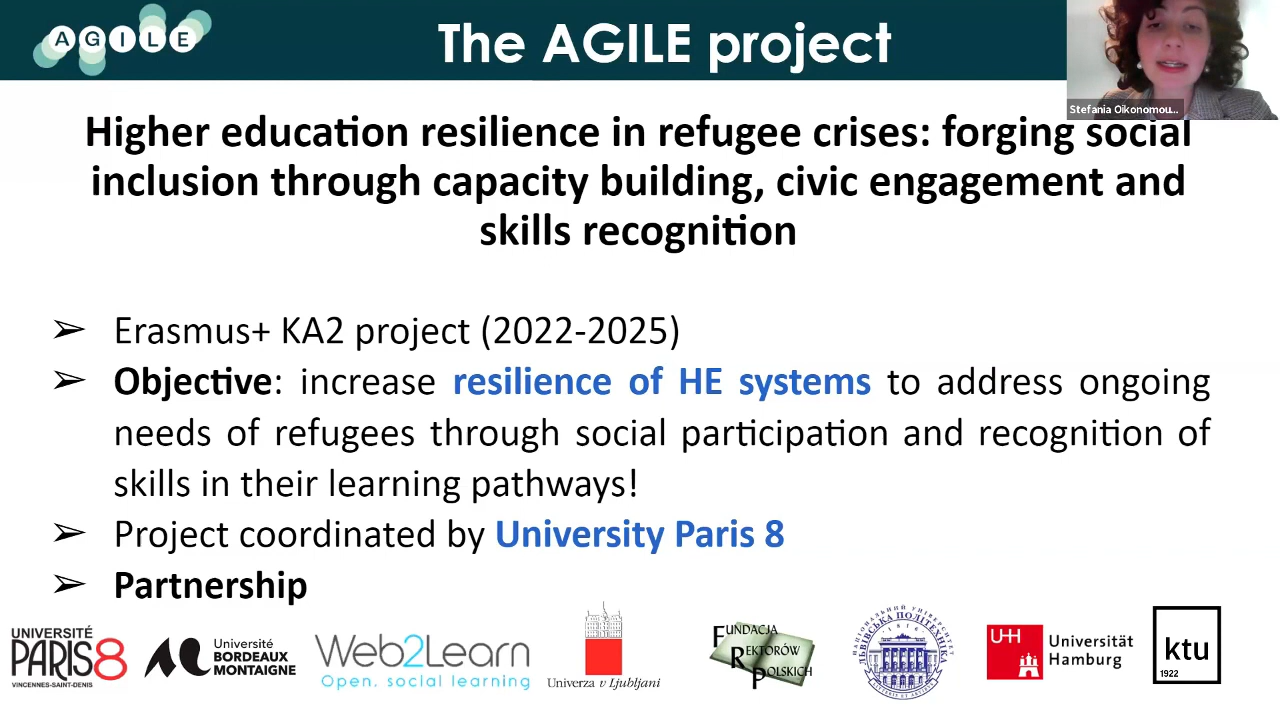 AGILE
The AGILE project
Stefania Oikonomou...
Higher education resilience in refugee crises: forging social
inclusion through capacity building, civic engagement and
skills recognition
➢ Erasmus+ KA2 project (2022-2025)
➢ Objective: increase resilience of HE systems to address ongoing
needs of refugees through social participation and recognition of
skills in their learning pathways!
➢ Project coordinated by University Paris 8
➢ Partnership
UNIVERSITÉ
PARIS8
VINCENNES-SAINT-DENIS
Université
BORDEAUX
MONTAIGNE
Web2Learn
Open. social learning
Univerza v Ljubljani
FUNDACJA
REKTORÓW
POLSKICH
НАЦІОНАЛЬНИЙ УНІВЕРСИТЕТ
ЛЬВІВСЬКА ПОЛІТЕХНІКА
UH
Universität
Hamburg
ktu
1922